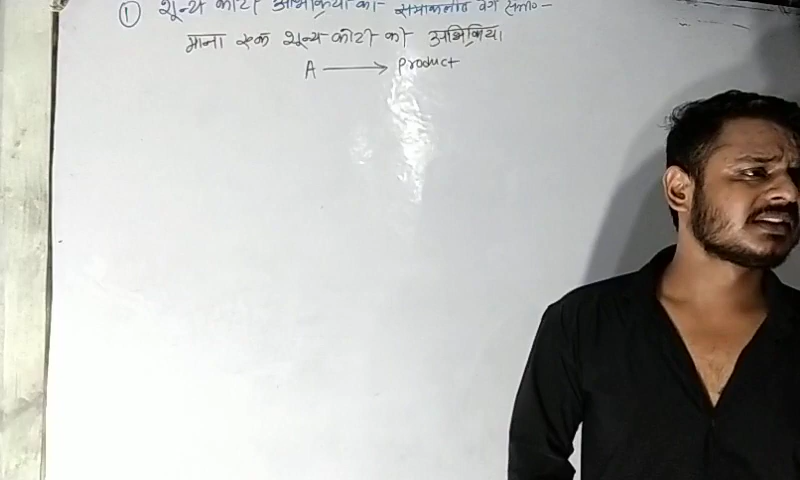 ① शून्य कोटी अभिक्रिया का समाकलित वेग समी०-
माना एक शून्य कोटी की अभिक्रिया
A ⟶ Product